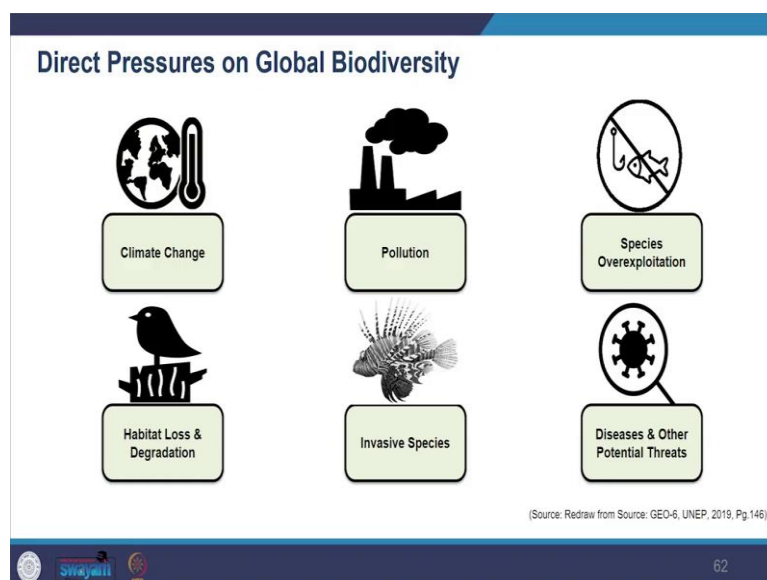 Direct Pressures on Global Biodiversity
Climate Change
Pollution
Species
Overexploitation
Habitat Loss &
Degradation
Invasive Species
Diseases & Other
Potential Threats
(Source: Redraw from Source: GEO-6, UNEP, 2019, Pg.146)
swayam
62